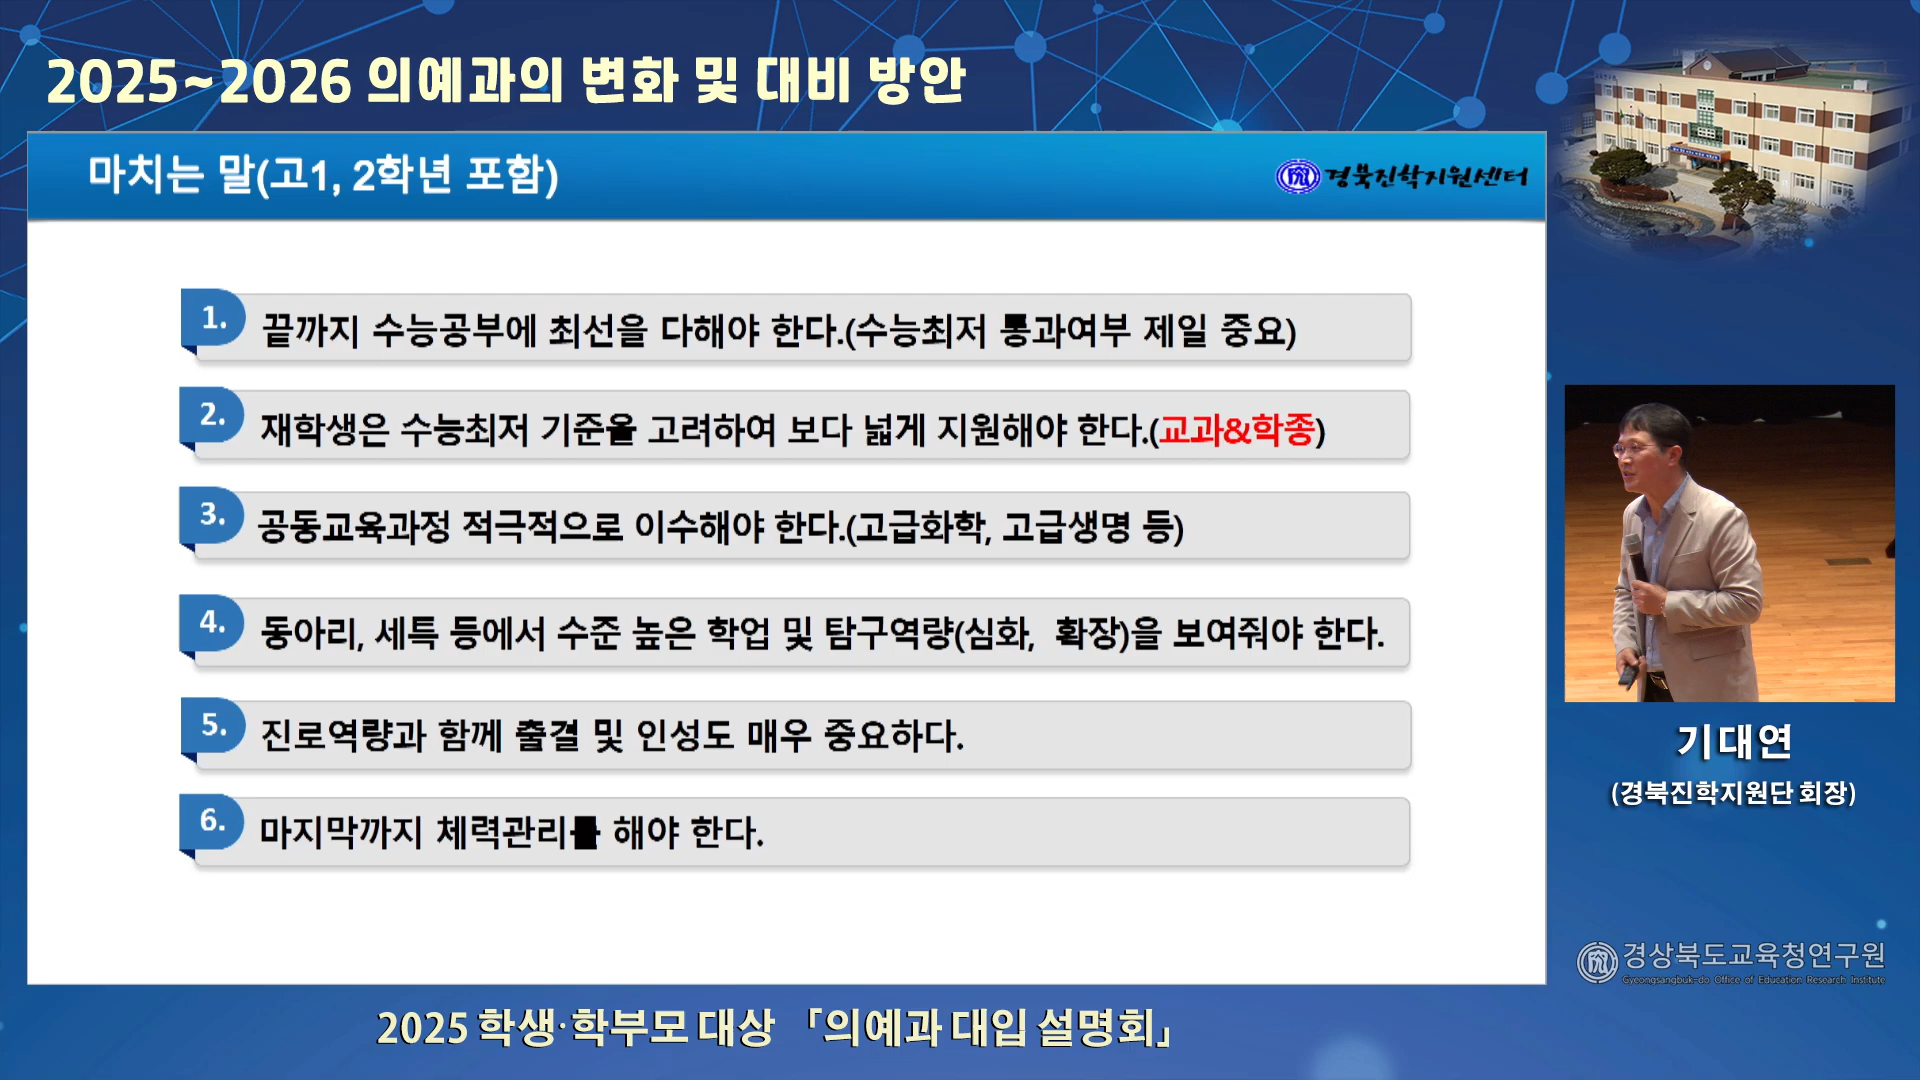 2025~2026 의예과의 변화 및 대비 방안
마치는 말(고1, 2학년 포함)
경북진학지원센터
1. 끝까지 수능공부에 최선을 다해야 한다.(수능최저 통과여부 제일 중요)
2. 재학생은 수능최저 기준을 고려하여 보다 넓게 지원해야 한다.(교과&학종)
3. 공동교육과정 적극적으로 이수해야 한다.(고급화학, 고급생명 등)
4. 동아리, 세특 등에서 수준 높은 학업 및 탐구역량(심화, 확장)을 보여줘야 한다.
5. 진로역량과 함께 출결 및 인성도 매우 중요하다.
6. 마지막까지 체력관리를 해야 한다.
기대연
(경북진학지원단 회장)
경상북도교육청연구원
Gyeongsangbuk-do Office of Education Research Institute
2025 학생·학부모 대상 「의예과 대입 설명회」